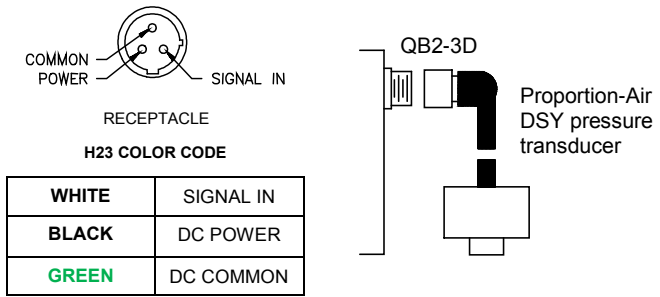 COMMON
POWER
SIGNAL IN
RECEPTACLE
H23 COLOR CODE
WHITE SIGNAL IN
BLACK DC POWER
GREEN DC COMMON
QB2-3D
Proportion-Air
DSY pressure
transducer